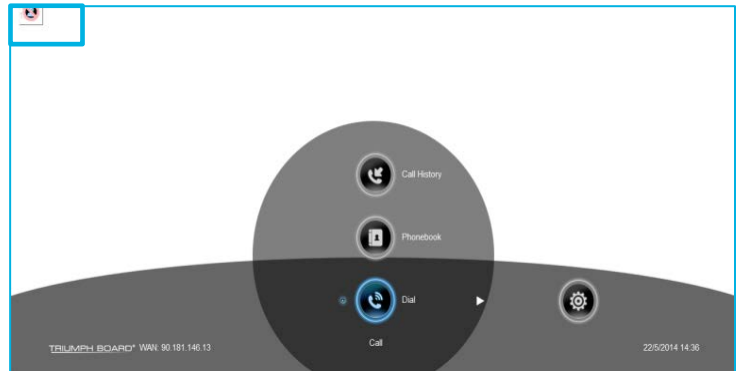 Call History
Phonebook
Dial
Call
TRIUMPH BOARD® WAN: 90.181.146.13
22/5/2014 14:36